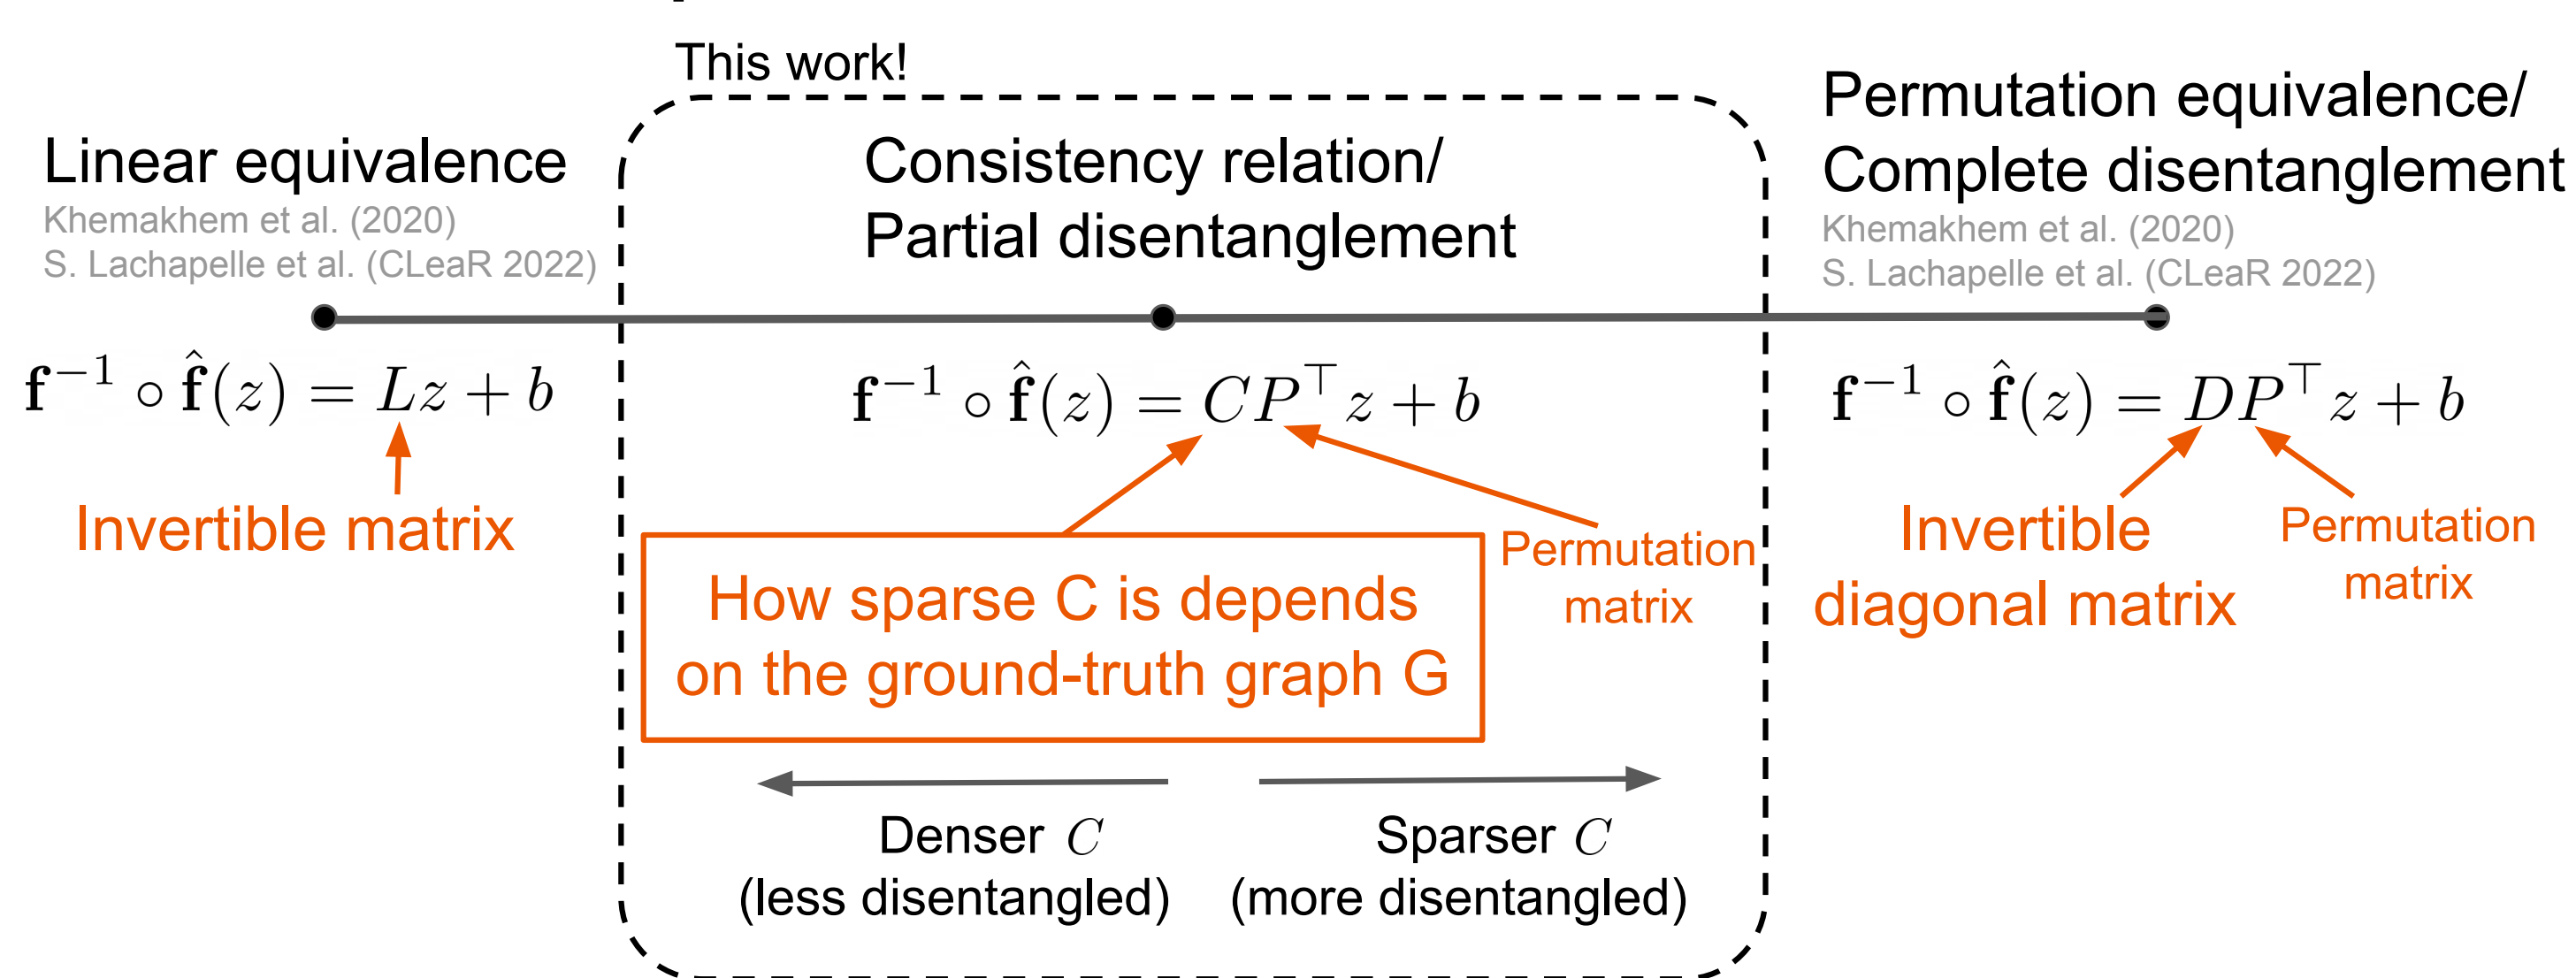 This work!
Linear equivalence
Khemakhem et al. (2020)
S. Lachapelle et al. (CLeaR 2022)
𝐟⁻¹ ∘ 𝐟̂(z) = Lz + b
Invertible matrix
Consistency relation/
Partial disentanglement
𝐟⁻¹ ∘ 𝐟̂(z) = CP^⊤z + b
How sparse C is depends
on the ground-truth graph G
Permutation
matrix
Denser C
(less disentangled)
Sparser C
(more disentangled)
Permutation equivalence/
Complete disentanglement
Khemakhem et al. (2020)
S. Lachapelle et al. (CLeaR 2022)
𝐟⁻¹ ∘ 𝐟̂(z) = DP^⊤z + b
Invertible
diagonal matrix
Permutation
matrix